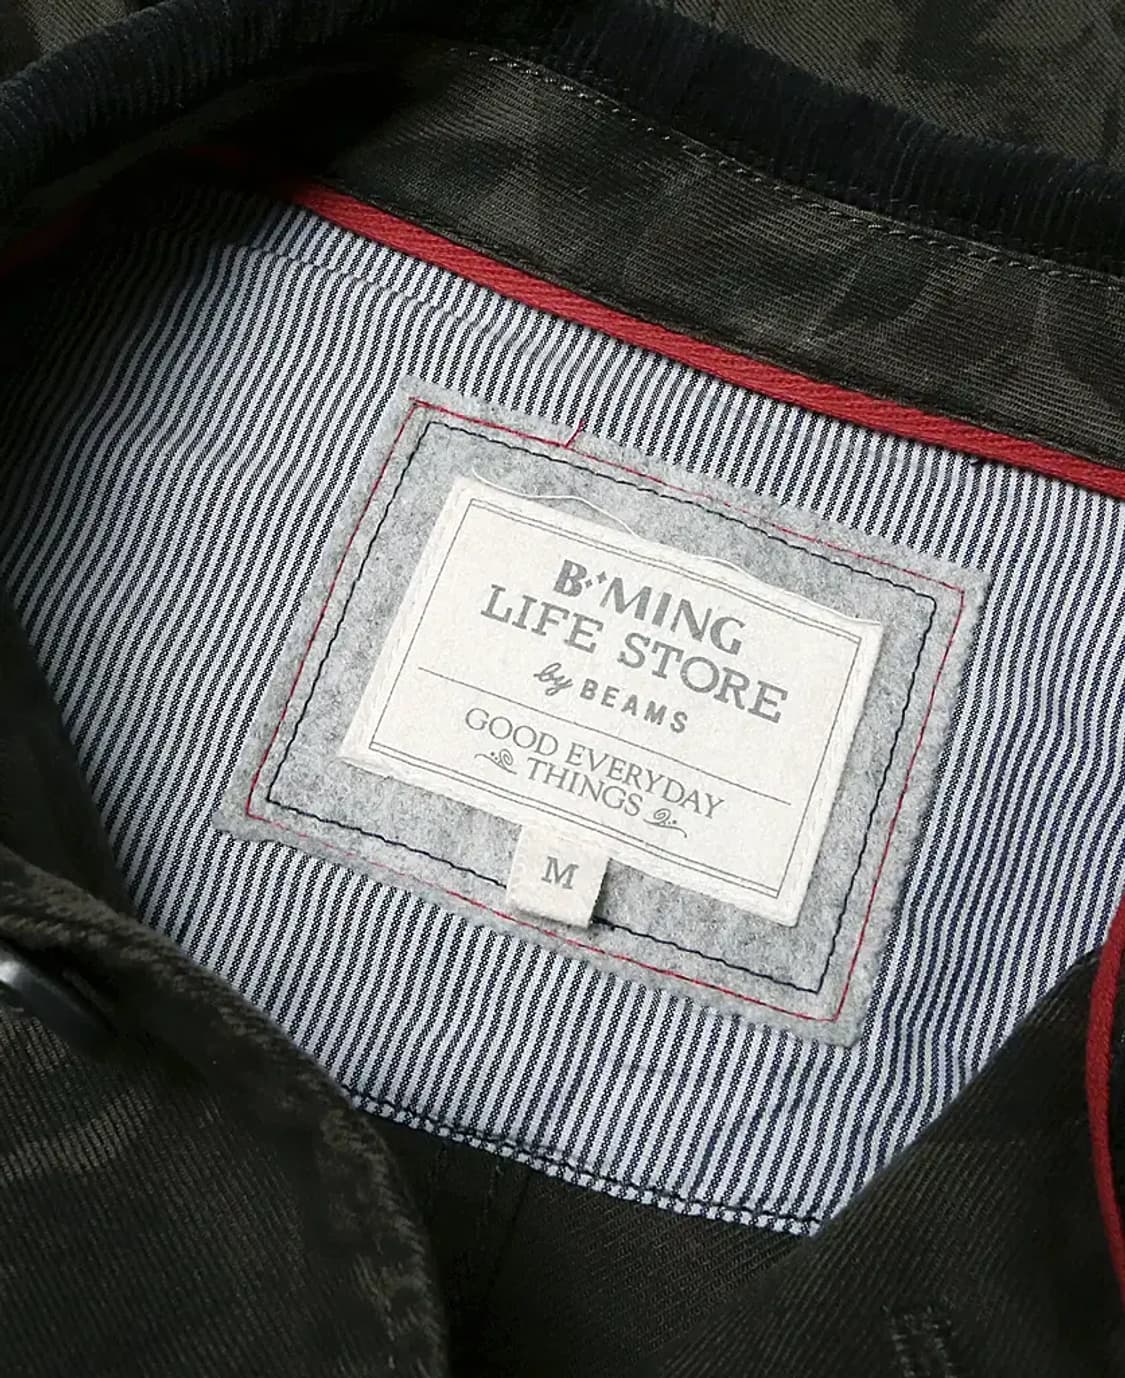 B·MING
LIFE STORE
by BEAMS
GOOD EVERYDAY
THINGS
M